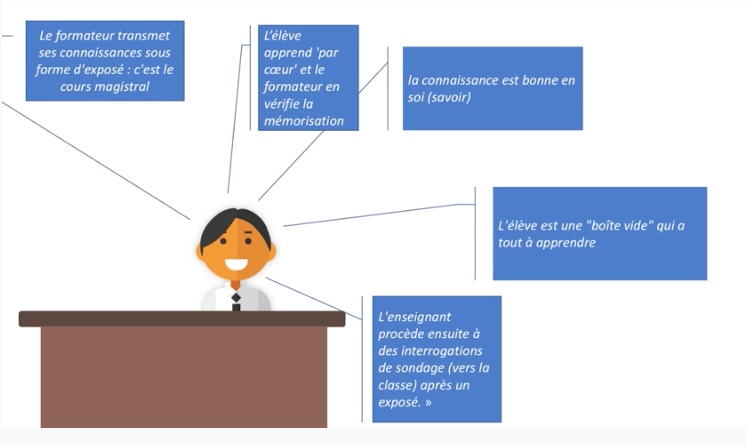 Le formateur transmet
ses connaissances sous
forme d'exposé : c'est le
cours magistral
L'élève
apprend 'par
cœur' et le
formateur en
vérifie la
mémorisation
la connaissance est bonne en
soi (savoir)
L'élève est une "boîte vide" qui a
tout à apprendre
L'enseignant
procède ensuite à
des interrogations
de sondage (vers la
classe) après un
exposé. »